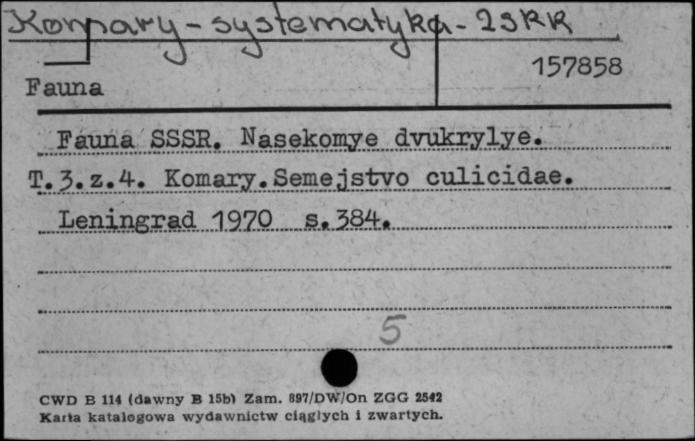 Komary - systematyka - ZSRR
157858
Fauna
Fauna SSSR. Nasekomye dvukrylye.
T.3.z.4. Komary.Semejstvo culicidae.
Leningrad 1970 s.384.
5
CWD B 114 (dawny B 15b) Zam. 897/DW/On ZGG 2542
Karta katalogowa wydawnictw ciągłych i zwartych.